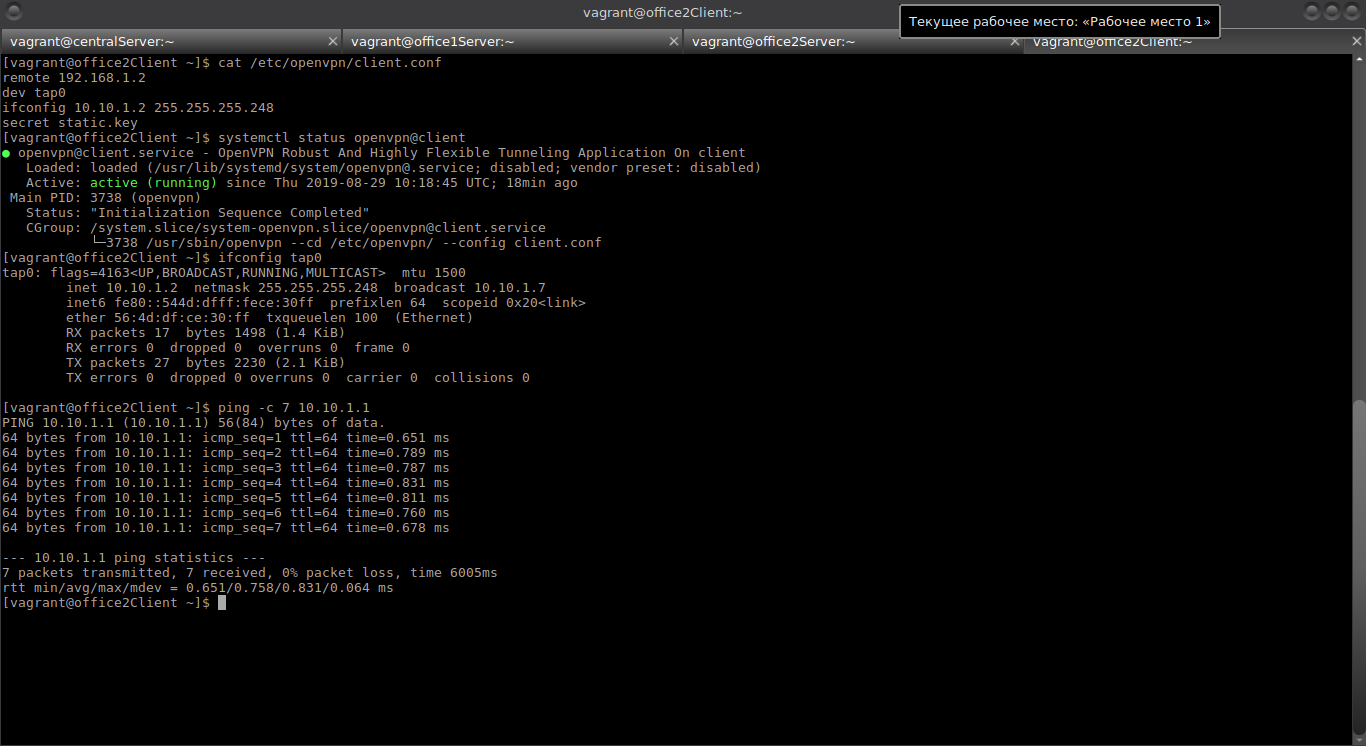 vagrant@office2Client:~
Текущее рабочее место: «Рабочее место 1»
vagrant@centralServer:~ vagrant@office1Server:~ vagrant@office2Server:~ vagrant@office2Client:~
[vagrant@office2Client ~]$ cat /etc/openvpn/client.conf
remote 192.168.1.2
dev tap0
ifconfig 10.10.1.2 255.255.255.248
secret static.key
[vagrant@office2Client ~]$ systemctl status openvpn@client
● openvpn@client.service - OpenVPN Robust And Highly Flexible Tunneling Application On client
   Loaded: loaded (/usr/lib/systemd/system/openvpn@.service; disabled; vendor preset: disabled)
   Active: active (running) since Thu 2019-08-29 10:18:45 UTC; 18min ago
 Main PID: 3738 (openvpn)
   Status: "Initialization Sequence Completed"
   CGroup: /system.slice/system-openvpn.slice/openvpn@client.service
           └─3738 /usr/sbin/openvpn --cd /etc/openvpn/ --config client.conf
[vagrant@office2Client ~]$ ifconfig tap0
tap0: flags=4163<UP,BROADCAST,RUNNING,MULTICAST>  mtu 1500
        inet 10.10.1.2  netmask 255.255.255.248  broadcast 10.10.1.7
        inet6 fe80::544d:dfff:fece:30ff  prefixlen 64  scopeid 0x20<link>
        ether 56:4d:df:ce:30:ff  txqueuelen 100  (Ethernet)
        RX packets 17  bytes 1498 (1.4 KiB)
        RX errors 0  dropped 0  overruns 0  frame 0
        TX packets 27  bytes 2230 (2.1 KiB)
        TX errors 0  dropped 0 overruns 0  carrier 0  collisions 0

[vagrant@office2Client ~]$ ping -c 7 10.10.1.1
PING 10.10.1.1 (10.10.1.1) 56(84) bytes of data.
64 bytes from 10.10.1.1: icmp_seq=1 ttl=64 time=0.651 ms
64 bytes from 10.10.1.1: icmp_seq=2 ttl=64 time=0.789 ms
64 bytes from 10.10.1.1: icmp_seq=3 ttl=64 time=0.787 ms
64 bytes from 10.10.1.1: icmp_seq=4 ttl=64 time=0.831 ms
64 bytes from 10.10.1.1: icmp_seq=5 ttl=64 time=0.811 ms
64 bytes from 10.10.1.1: icmp_seq=6 ttl=64 time=0.760 ms
64 bytes from 10.10.1.1: icmp_seq=7 ttl=64 time=0.678 ms

--- 10.10.1.1 ping statistics ---
7 packets transmitted, 7 received, 0% packet loss, time 6005ms
rtt min/avg/max/mdev = 0.651/0.758/0.831/0.064 ms
[vagrant@office2Client ~]$